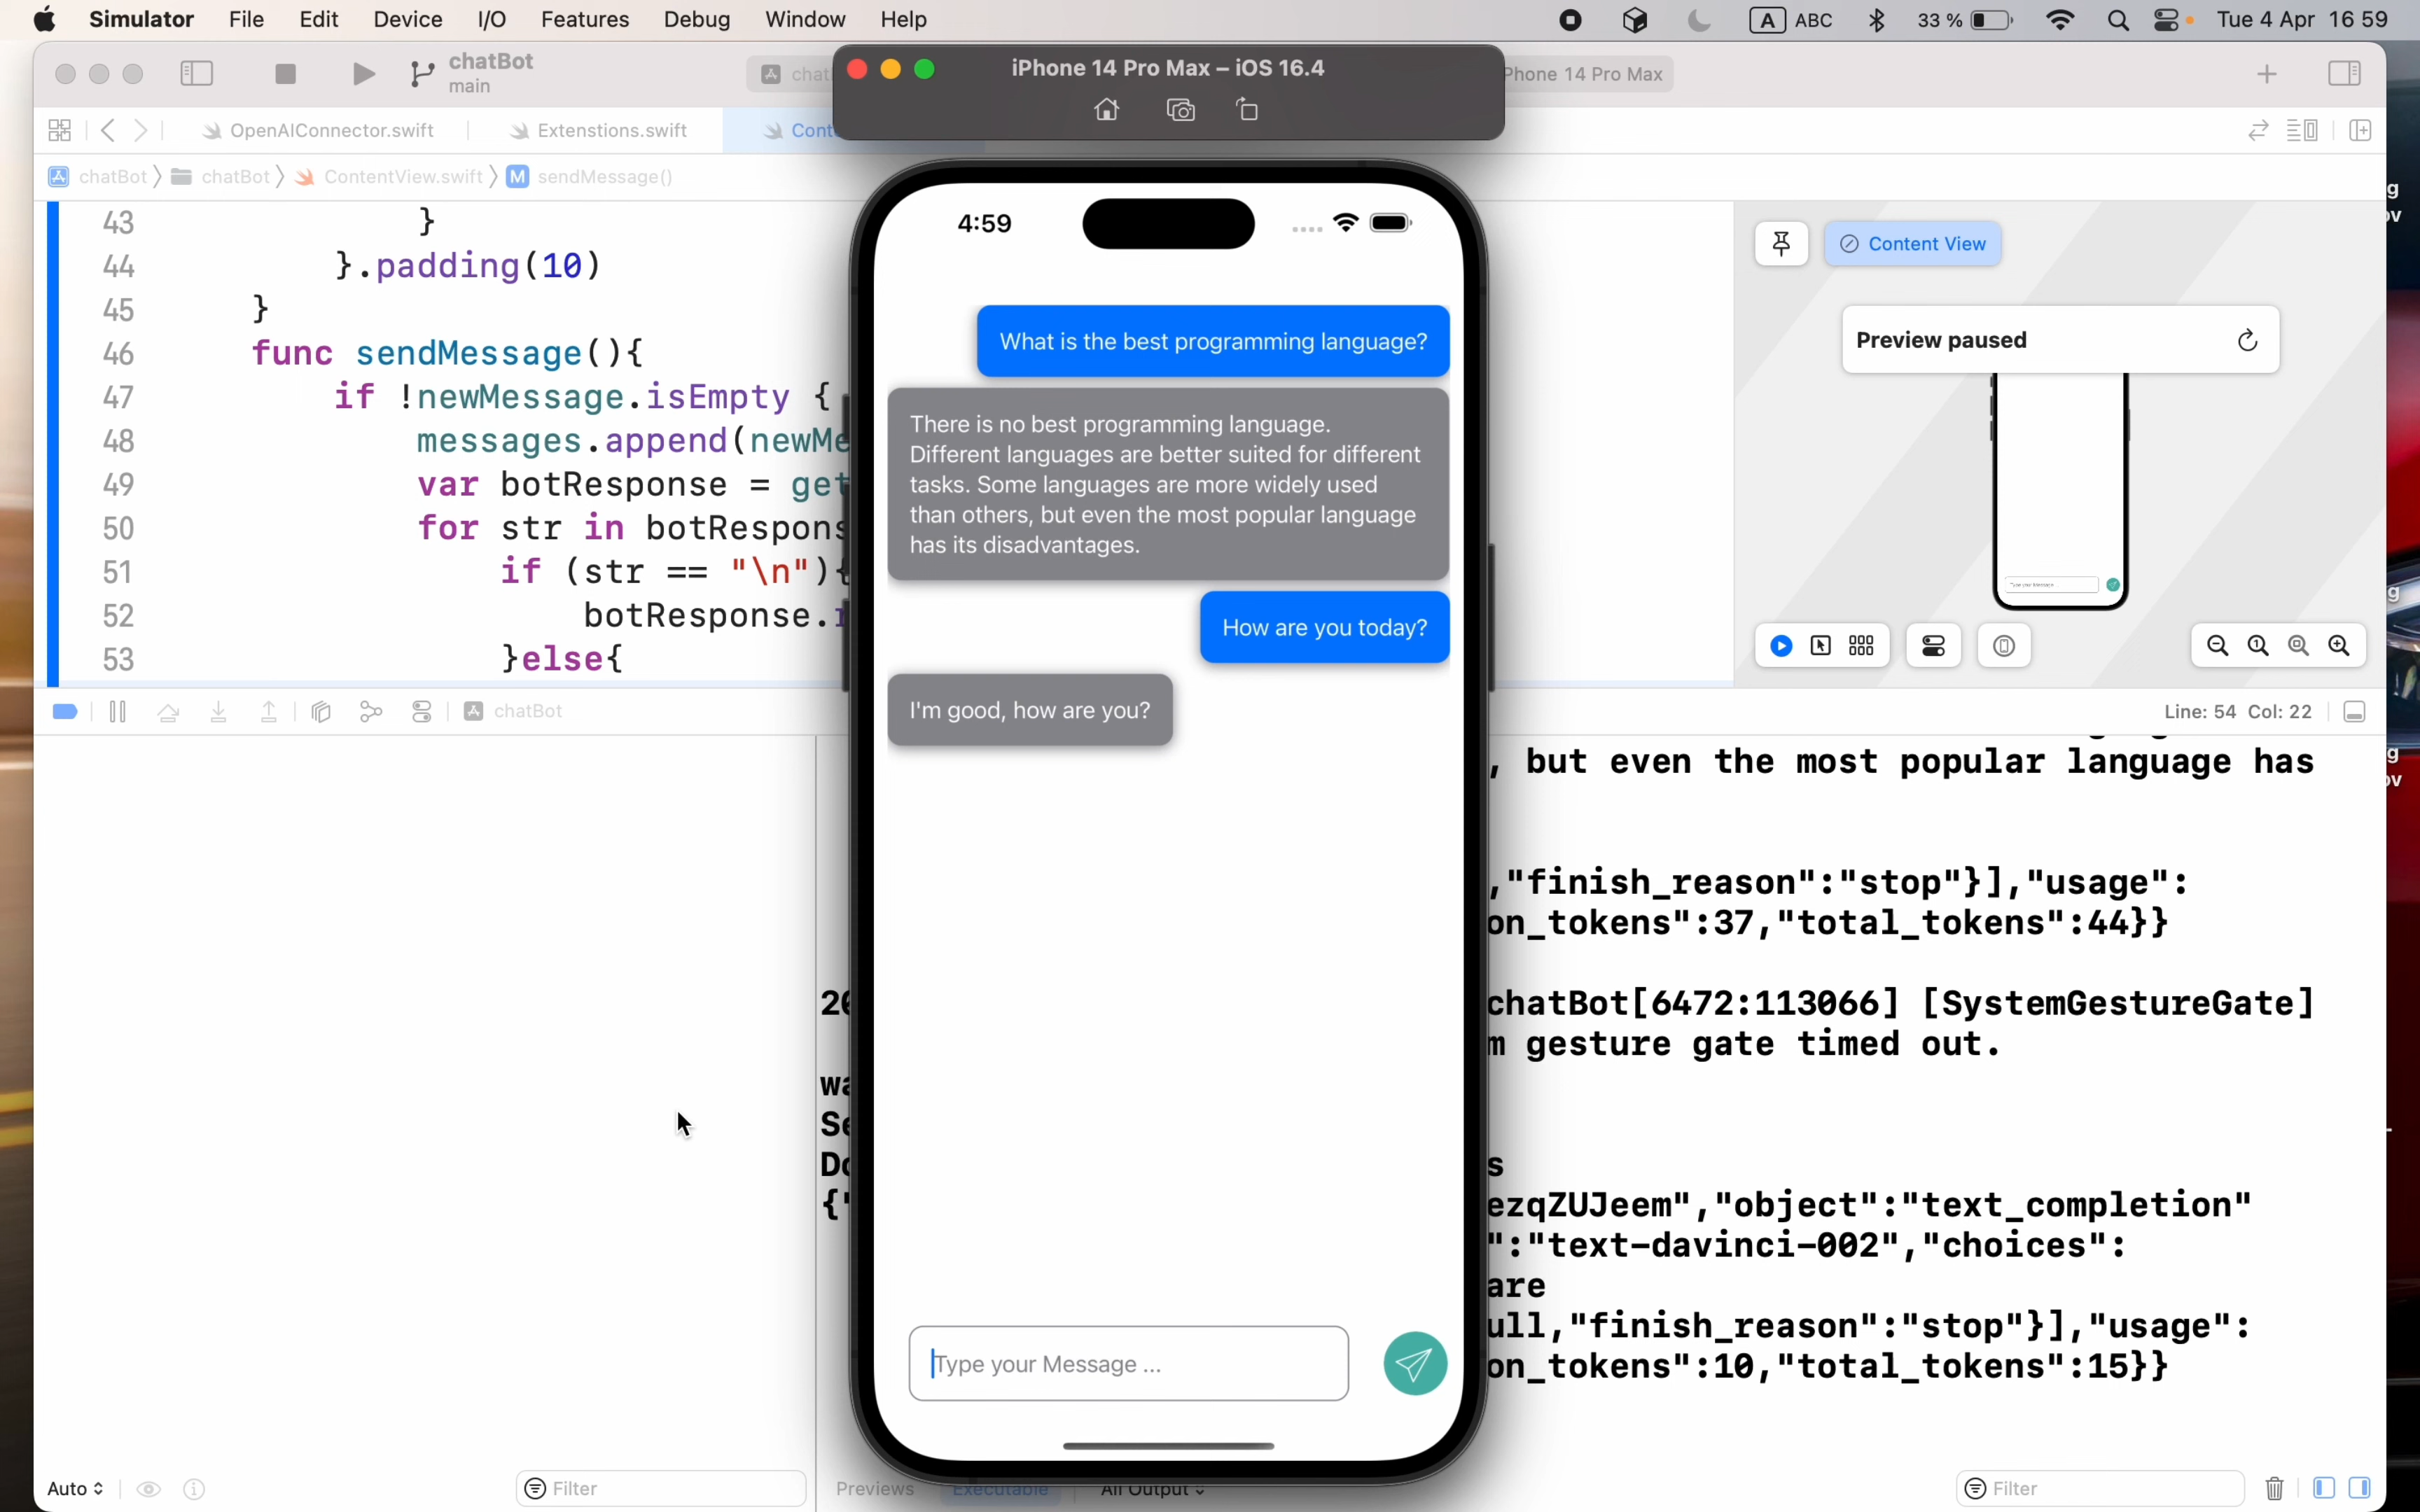 Simulator File Edit Device I/O Features Debug Window Help
A ABC 33 % Tue 4 Apr 16 59
chatBot
main
iPhone 14 Pro Max – iOS 16.4
Phone 14 Pro Max
OpenAIConnector.swift Extenstions.swift
chatBot chatBot ContentView.swift M sendMessage()
43 }
44 }.padding(10)
45 }
46 func sendMessage(){
47 if !newMessage.isEmpty {
48 messages.append(newMe
49 var botResponse = get
50 for str in botRespons
51 if (str == "\n"){
52 botResponse.r
53 }else{
4:59
What is the best programming language?
There is no best programming language.
Different languages are better suited for different
tasks. Some languages are more widely used
than others, but even the most popular language
has its disadvantages.
How are you today?
I'm good, how are you?
Type your Message ...
Content View
Preview paused
Type your Message ...
chatBot
Line: 54 Col: 22
, but even the most popular language has
,"finish_reason":"stop"}],"usage":
on_tokens":37,"total_tokens":44}}
chatBot[6472:113066] [SystemGestureGate]
m gesture gate timed out.
s
ezqZUJeem","object":"text_completion"
":"text-davinci-002","choices":
are
ull,"finish_reason":"stop"}],"usage":
on_tokens":10,"total_tokens":15}}
Auto Filter
Previews Executable All Output
Filter